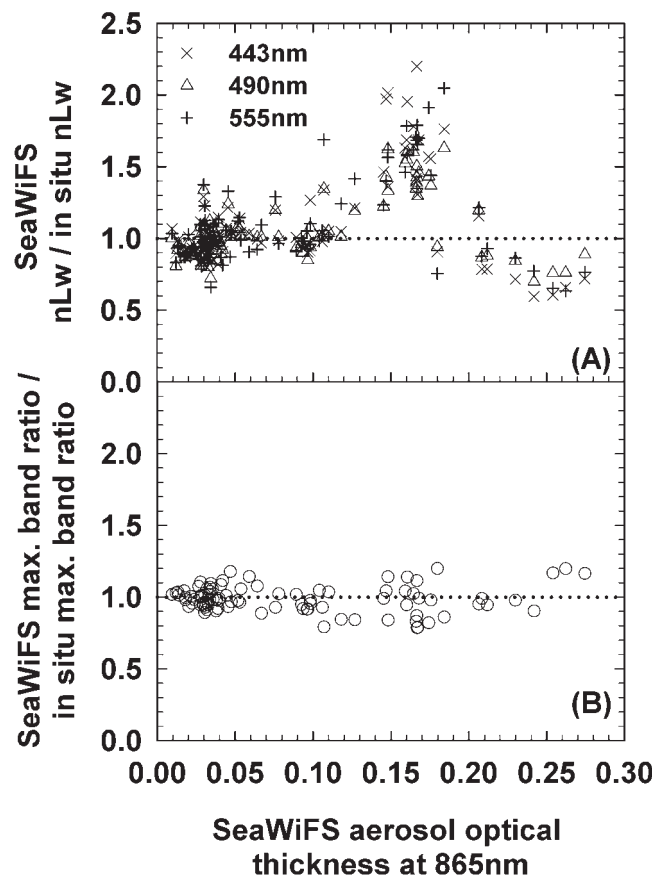 2.5
443nm
490nm
555nm
2.0
1.5
1.0
0.5
0.0
SeaWiFS
nLw / in situ nLw
(A)
2.0
1.5
1.0
0.5
0.0
SeaWiFS max. band ratio /
in situ max. band ratio
(B)
0.00 0.05 0.10 0.15 0.20 0.25 0.30
SeaWiFS aerosol optical
thickness at 865nm